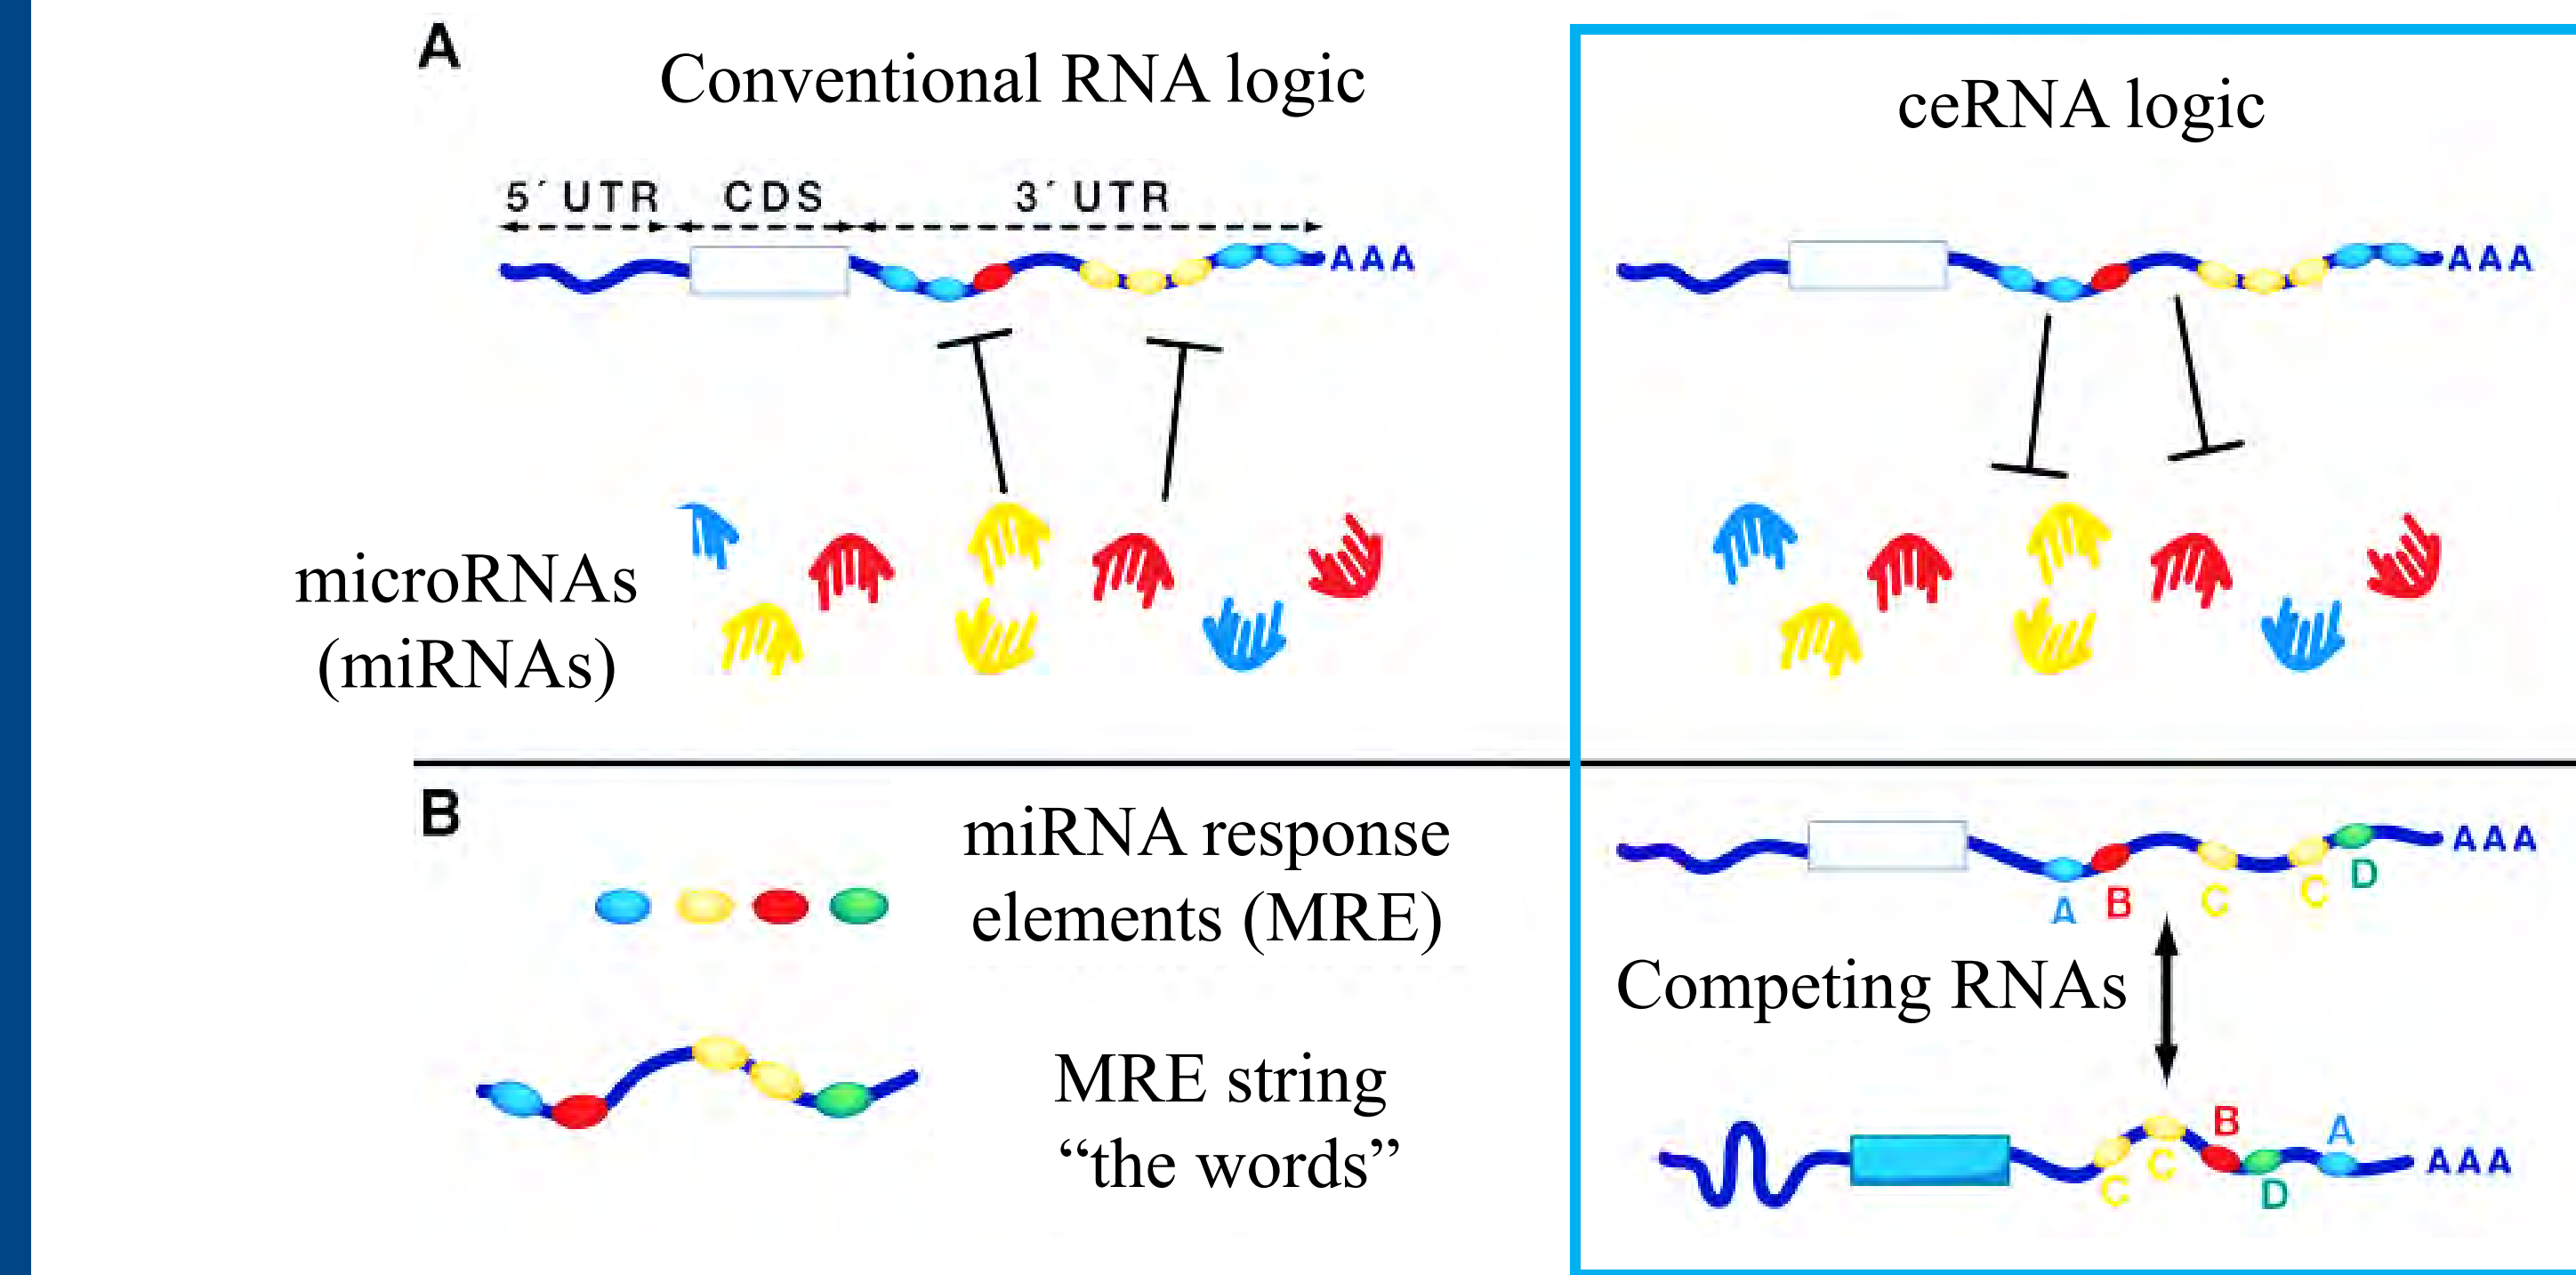 A
Conventional RNA logic
5´ UTR CDS 3´ UTR
AAA
microRNAs
(miRNAs)
ceRNA logic
AAA
B
miRNA response
elements (MRE)
MRE string
“the words”
AAA
A B C C D
Competing RNAs
B A
C C D
AAA